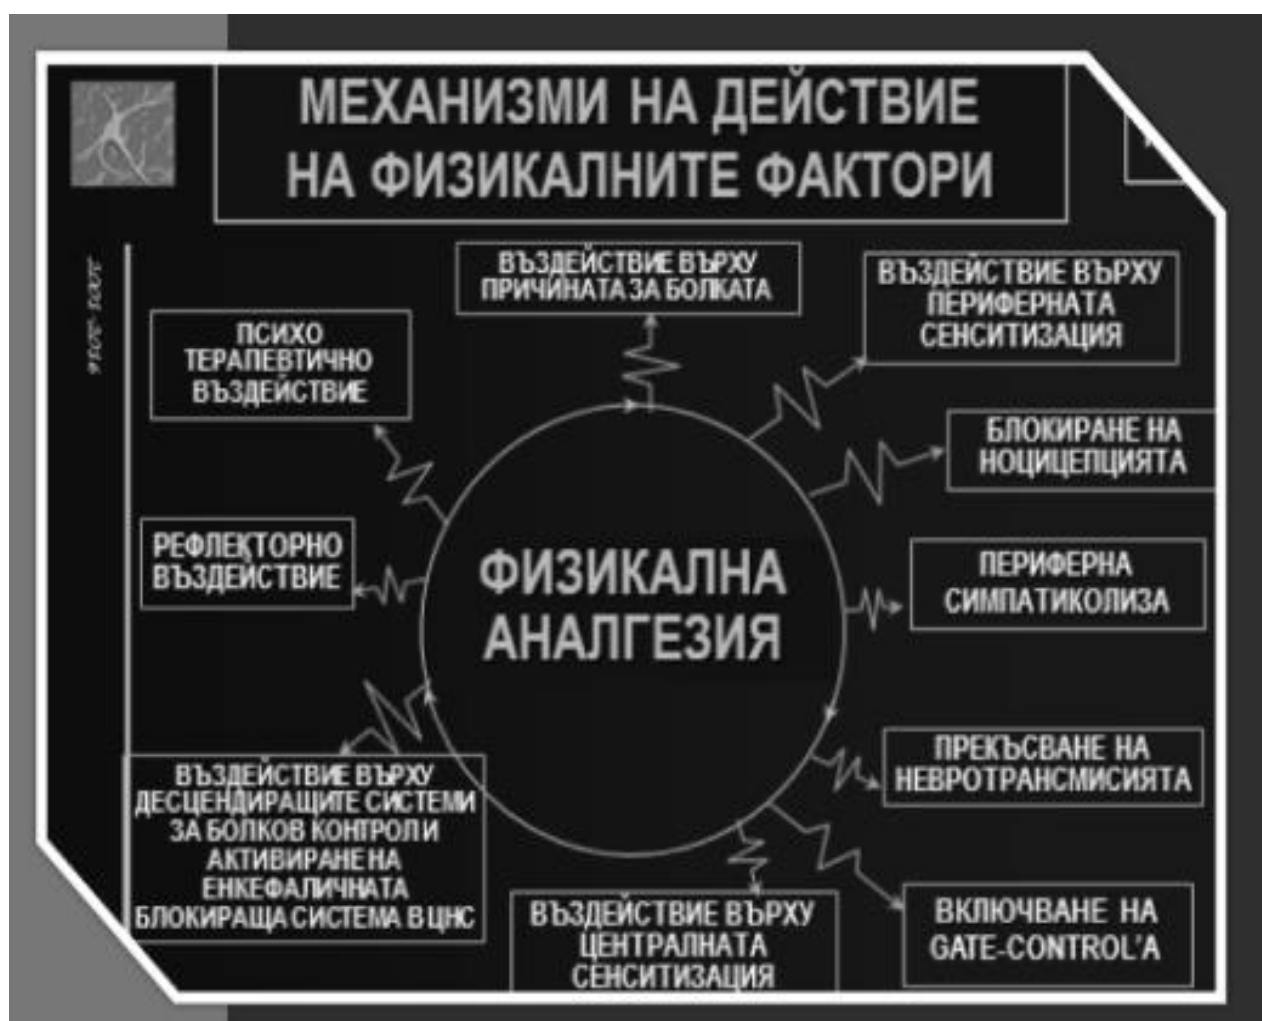 МЕХАНИЗМИ НА ДЕЙСТВИЕ
НА ФИЗИКАЛНИТЕ ФАКТОРИ
2005-2016
ВЪЗДЕЙСТВИЕ ВЪРХУ
ПРИЧИНАТА ЗА БОЛКАТА
ВЪЗДЕЙСТВИЕ ВЪРХУ
ПЕРИФЕРНАТА
СЕНСИТИЗАЦИЯ
БЛОКИРАНЕ НА
НОЦИЦЕПЦИЯТА
ПЕРИФЕРНА
СИМПАТИКОЛИЗА
ПРЕКЪСВАНЕ НА
НЕВРОТРАНСМИСИЯТА
ВКЛЮЧВАНЕ НА
GATE-CONTROL'А
ВЪЗДЕЙСТВИЕ ВЪРХУ
ЦЕНТРАЛНАТА
СЕНСИТИЗАЦИЯ
ВЪЗДЕЙСТВИЕ ВЪРХУ
ДЕСЦЕНДИРАЩИТЕ СИСТЕМИ
ЗА БОЛКОВ КОНТРОЛ И
АКТИВИРАНЕ НА
ЕНКЕФАЛИЧНАТА
БЛОКИРАЩА СИСТЕМА В ЦНС
РЕФЛЕКТОРНО
ВЪЗДЕЙСТВИЕ
ПСИХО
ТЕРАПЕВТИЧНО
ВЪЗДЕЙСТВИЕ
ФИЗИКАЛНА
АНАЛГЕЗИЯ